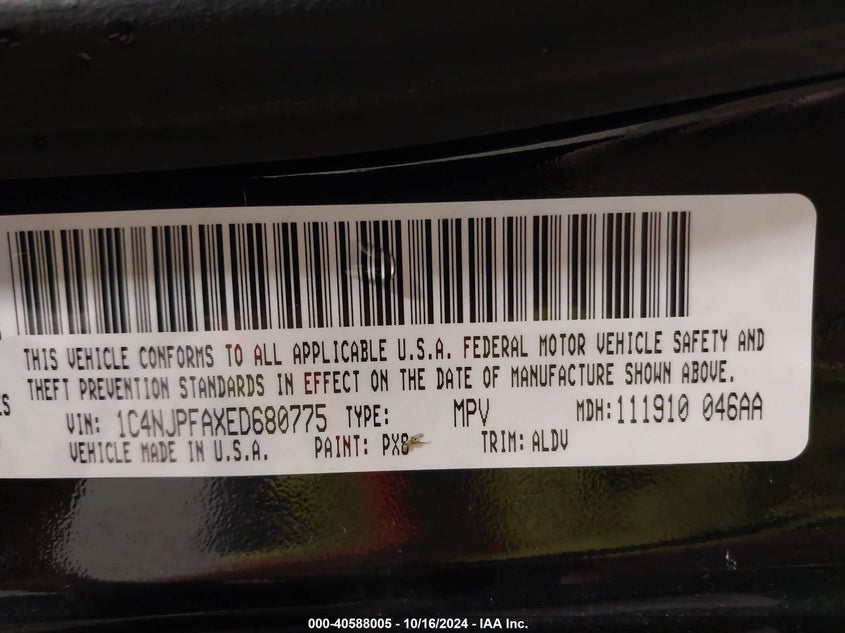 THIS VEHICLE CONFORMS TO ALL APPLICABLE U.S.A. FEDERAL MOTOR VEHICLE SAFETY AND
THEFT PREVENTION STANDARDS IN EFFECT ON THE DATE OF MANUFACTURE SHOWN ABOVE.
VIN: 1C4NJPFAXED680775 TYPE: MPV MDH: 111910 046AA
VEHICLE MADE IN U.S.A. PAINT: PX8 TRIM: ALDV
000-40588005 - 10/16/2024 - IAA Inc.